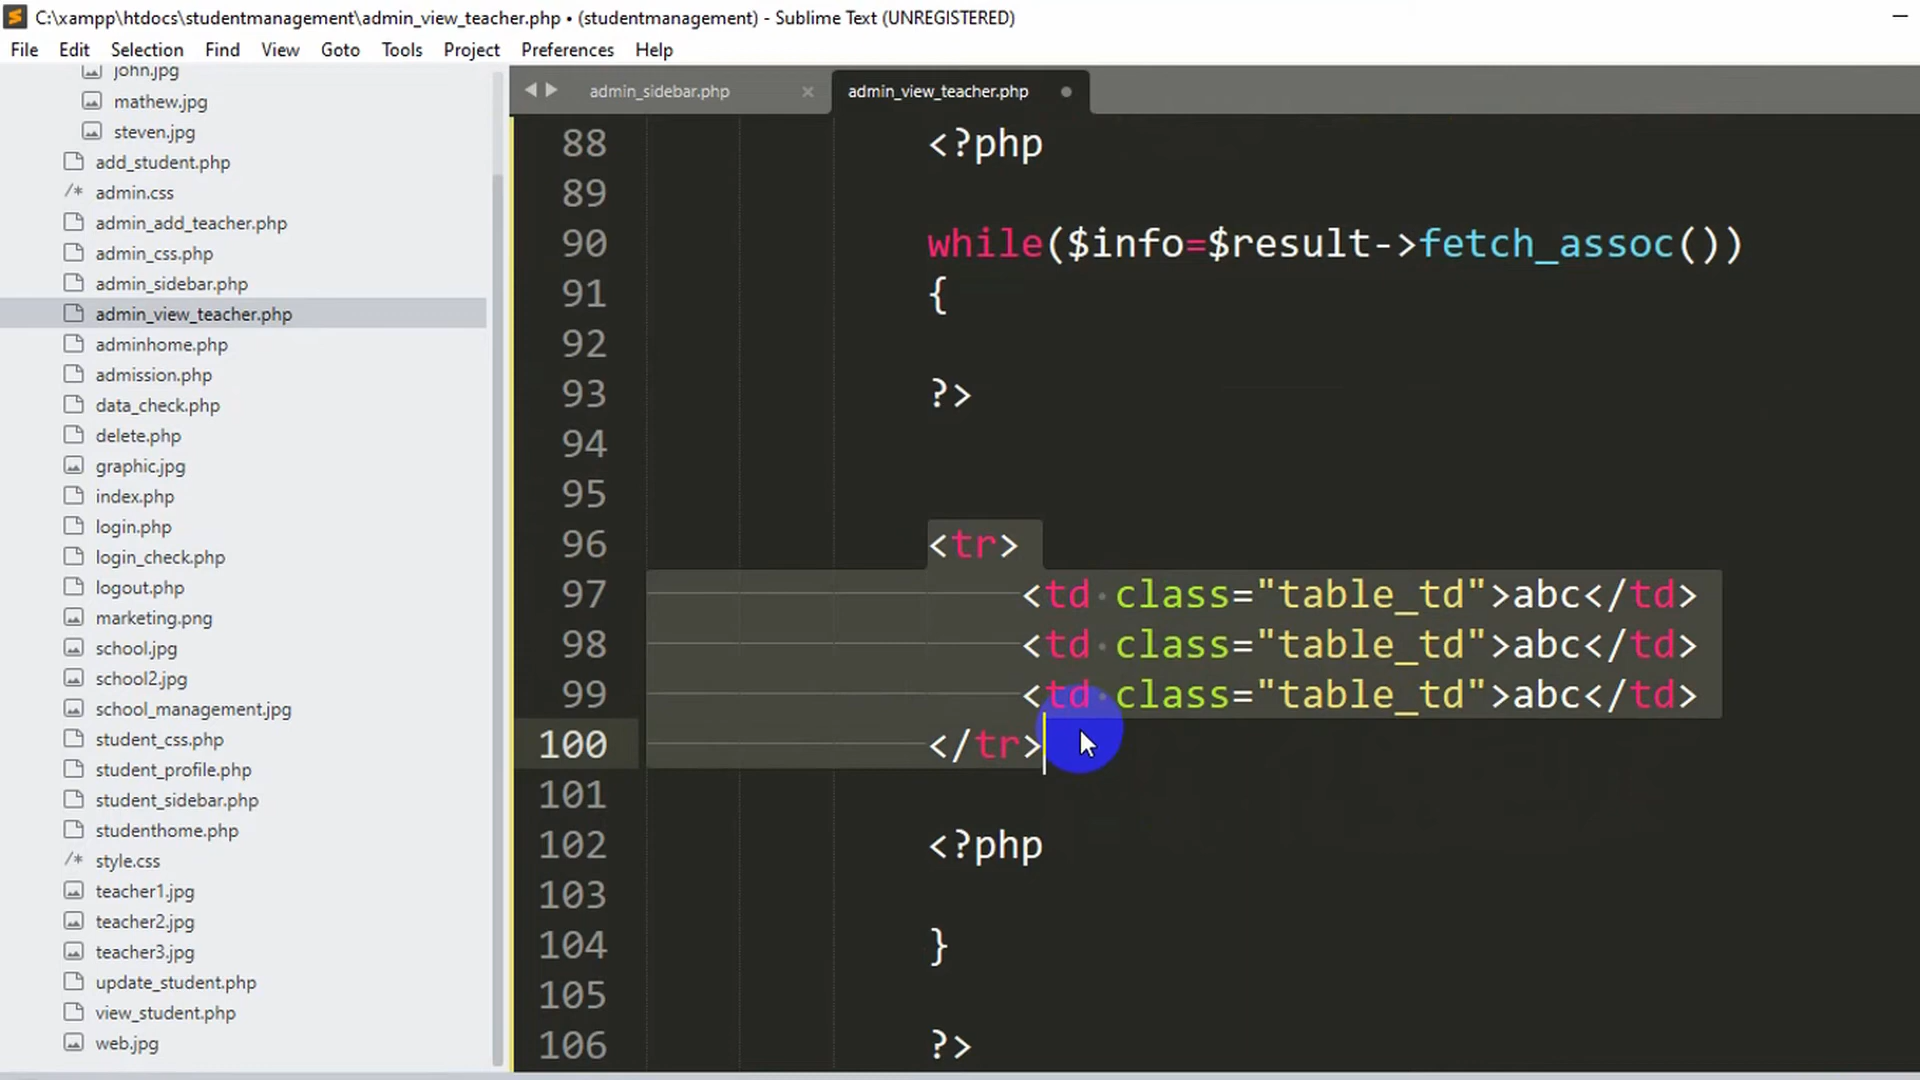 C:\xampp\htdocs\studentmanagement\admin_view_teacher.php • (studentmanagement) - Sublime Text (UNREGISTERED)
File Edit Selection Find View Goto Tools Project Preferences Help
john.jpg
mathew.jpg
steven.jpg
add_student.php
/* admin.css
admin_add_teacher.php
admin_css.php
admin_sidebar.php
admin_view_teacher.php
adminhome.php
admission.php
data_check.php
delete.php
graphic.jpg
index.php
login.php
login_check.php
logout.php
marketing.png
school.jpg
school2.jpg
school_management.jpg
student_css.php
student_profile.php
student_sidebar.php
studenthome.php
/* style.css
teacher1.jpg
teacher2.jpg
teacher3.jpg
update_student.php
view_student.php
web.jpg
admin_sidebar.php × admin_view_teacher.php •
88 <?php
89
90 while($info=$result->fetch_assoc())
91 {
92
93 ?>
94
95
96 <tr>
97 <td class="table_td">abc</td>
98 <td class="table_td">abc</td>
99 <td class="table_td">abc</td>
100 </tr>
101
102 <?php
103
104 }
105
106 ?>